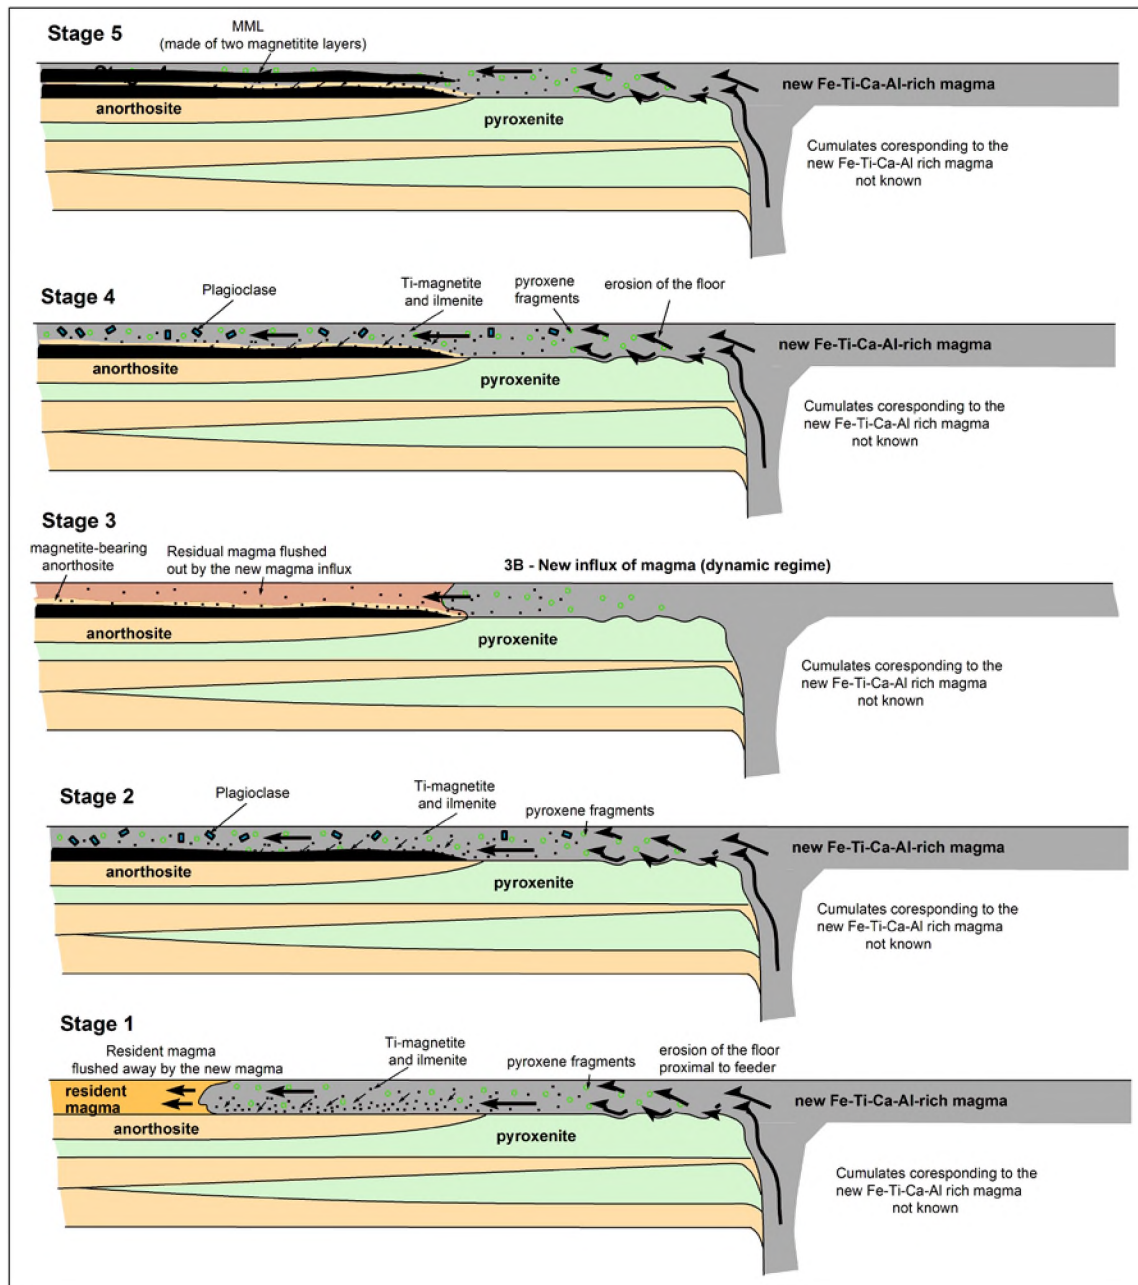 Stage 5
MML
(made of two magnetitite layers)
new Fe-Ti-Ca-Al-rich magma
anorthosite
pyroxenite
Cumulates coresponding to the
new Fe-Ti-Ca-Al rich magma
not known
Stage 4
Plagioclase
Ti-magnetite
and ilmenite
pyroxene
fragments
erosion of the floor
new Fe-Ti-Ca-Al-rich magma
anorthosite
pyroxenite
Cumulates coresponding to the
new Fe-Ti-Ca-Al rich magma
not known
Stage 3
magnetite-bearing
anorthosite
Residual magma flushed
out by the new magma influx
3B - New influx of magma (dynamic regime)
anorthosite
pyroxenite
Cumulates coresponding to the
new Fe-Ti-Ca-Al rich magma
not known
Stage 2
Plagioclase
Ti-magnetite
and ilmenite
pyroxene fragments
new Fe-Ti-Ca-Al-rich magma
anorthosite
pyroxenite
Cumulates coresponding to the
new Fe-Ti-Ca-Al rich magma
not known
Stage 1
Resident magma
flushed away by the new magma
Ti-magnetite
and ilmenite
pyroxene fragments
erosion of the floor
proximal to feeder
resident
magma
new Fe-Ti-Ca-Al-rich magma
anorthosite
pyroxenite
Cumulates coresponding to the
new Fe-Ti-Ca-Al rich magma
not known